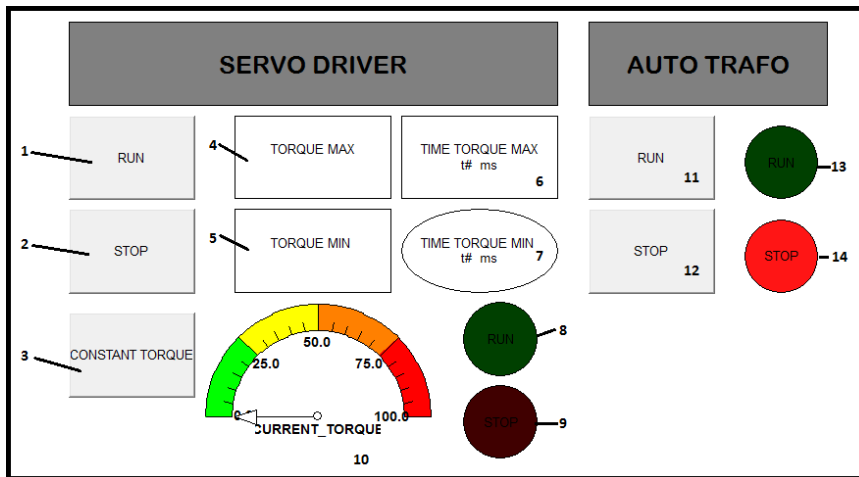 SERVO DRIVER
AUTO TRAFO
1
RUN
4
TORQUE MAX
TIME TORQUE MAX
t# ms
6
RUN
11
RUN
13
2
STOP
5
TORQUE MIN
TIME TORQUE MIN
t# ms
7
STOP
12
STOP
14
3
CONSTANT TORQUE
25.0
50.0
75.0
100.0
CURRENT_TORQUE
10
RUN
8
STOP
9